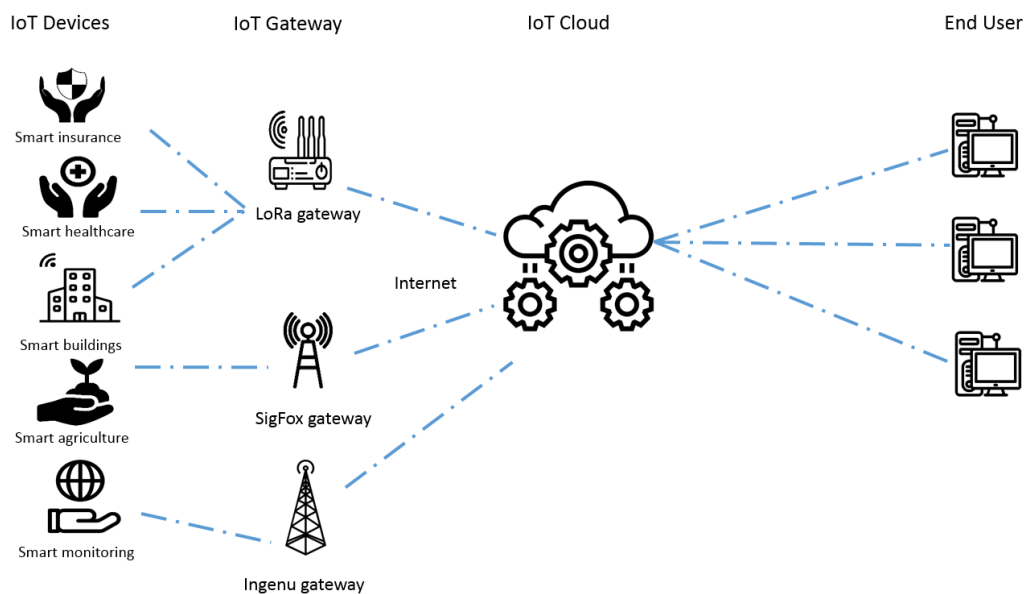 IoT Devices
IoT Gateway
IoT Cloud
End User
Smart insurance
Smart healthcare
Smart buildings
Smart agriculture
Smart monitoring
LoRa gateway
SigFox gateway
Ingenu gateway
Internet